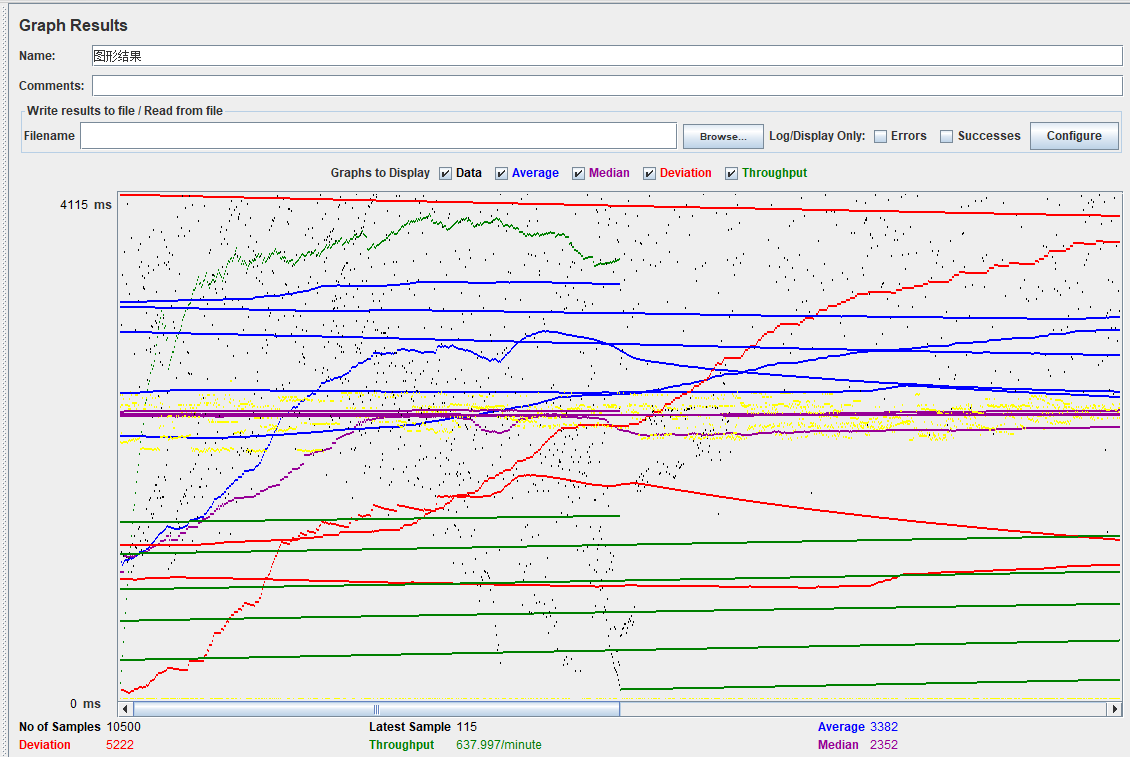 Graph Results
Name: 图形结果
Comments:
Write results to file / Read from file
Filename Browse... Log/Display Only: Errors Successes Configure
Graphs to Display Data Average Median Deviation Throughput
4115 ms
0 ms
No of Samples 10500 Latest Sample 115 Average 3382
Deviation 5222 Throughput 637.997/minute Median 2352